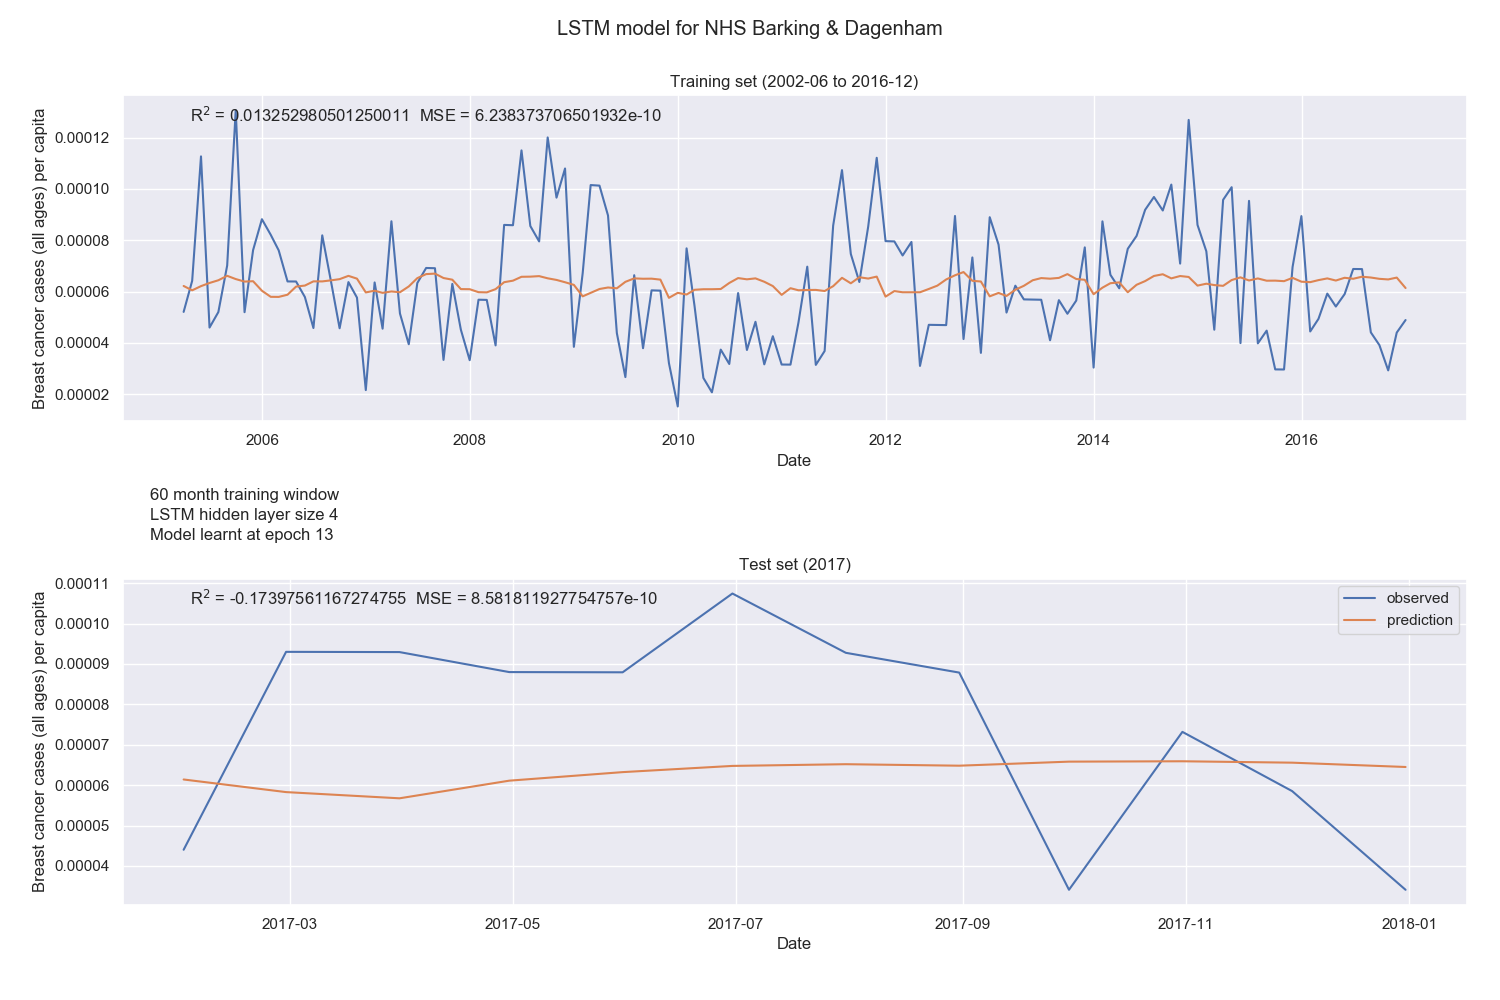 LSTM model for NHS Barking & Dagenham
Training set (2002-06 to 2016-12)
R² = 0.013252980501250011 MSE = 6.238373706501932e-10
Breast cancer cases (all ages) per capita
0.00012
0.00010
0.00008
0.00006
0.00004
0.00002
2006 2008 2010 2012 2014 2016
Date
60 month training window
LSTM hidden layer size 4
Model learnt at epoch 13
Test set (2017)
R² = -0.17397561167274755 MSE = 8.581811927754757e-10
observed
prediction
Breast cancer cases (all ages) per capita
0.00011
0.00010
0.00009
0.00008
0.00007
0.00006
0.00005
0.00004
2017-03 2017-05 2017-07 2017-09 2017-11 2018-01
Date